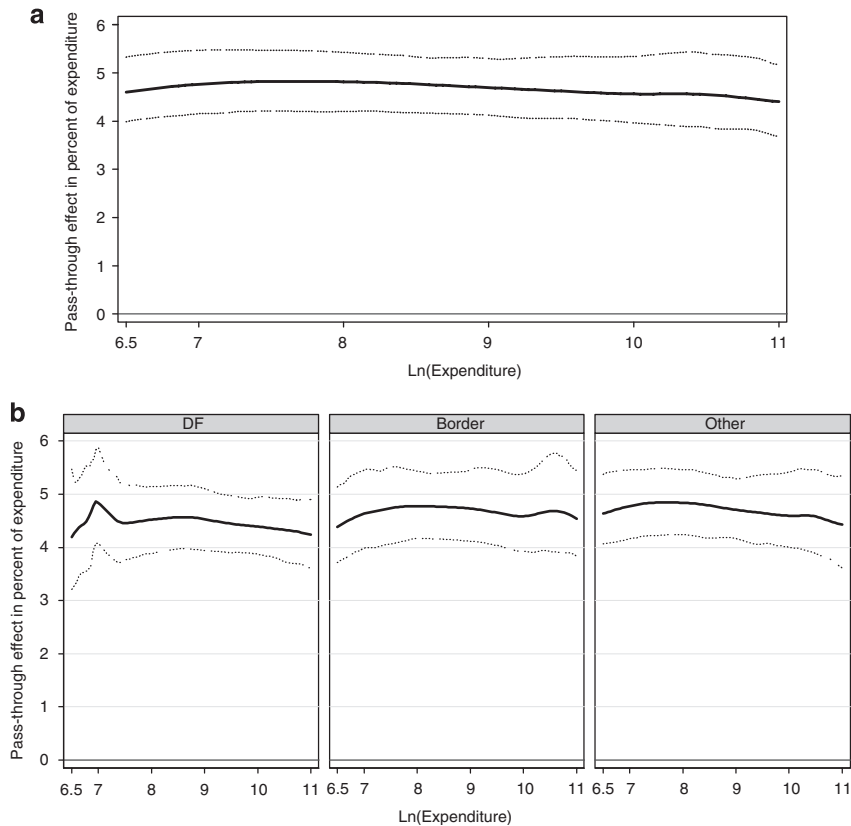 a
Pass-through effect in percent of expenditure
6
5
4
3
2
1
0
6.5 7 8 9 10 11
Ln(Expenditure)
b
DF Border Other
Pass-through effect in percent of expenditure
6
5
4
3
2
1
0
6.5 7 8 9 10 11 6.5 7 8 9 10 11 6.5 7 8 9 10 11
Ln(Expenditure)